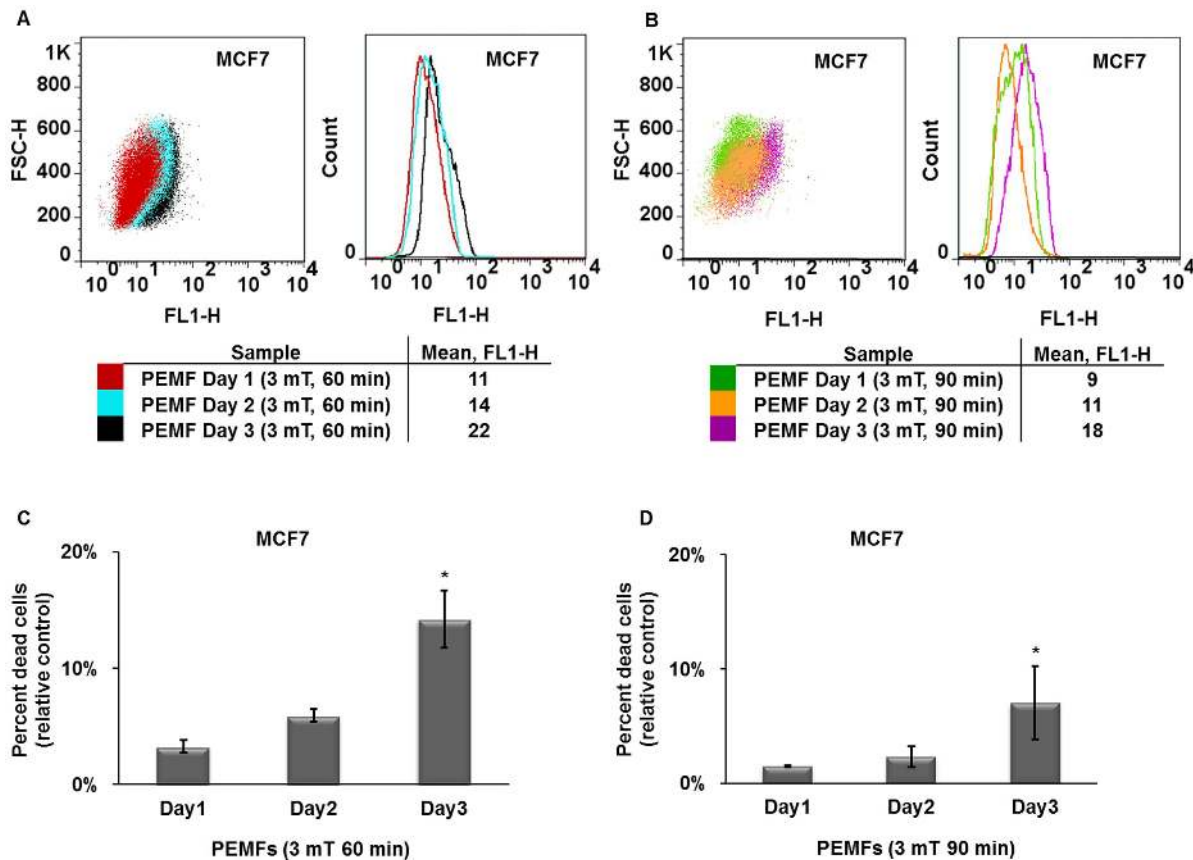 A
MCF7
FSC-H
1K
800
600
400
200
0
10^0 10^1 10^2 10^3 10^4
FL1-H
MCF7
Count
0
10^0 10^1 10^2 10^3 10^4
FL1-H
Sample Mean, FL1-H
PEMF Day 1 (3 mT, 60 min) 11
PEMF Day 2 (3 mT, 60 min) 14
PEMF Day 3 (3 mT, 60 min) 22
B
MCF7
FSC-H
1K
800
600
400
200
0
10^0 10^1 10^2 10^3 10^4
FL1-H
MCF7
Count
0
10^0 10^1 10^2 10^3 10^4
FL1-H
Sample Mean, FL1-H
PEMF Day 1 (3 mT, 90 min) 9
PEMF Day 2 (3 mT, 90 min) 11
PEMF Day 3 (3 mT, 90 min) 18
C
MCF7
Percent dead cells
(relative control)
20%
10%
0%
*
Day1 Day2 Day3
PEMFs (3 mT 60 min)
D
MCF7
Percent dead cells
(relative control)
20%
10%
0%
*
Day1 Day2 Day3
PEMFs (3 mT 90 min)